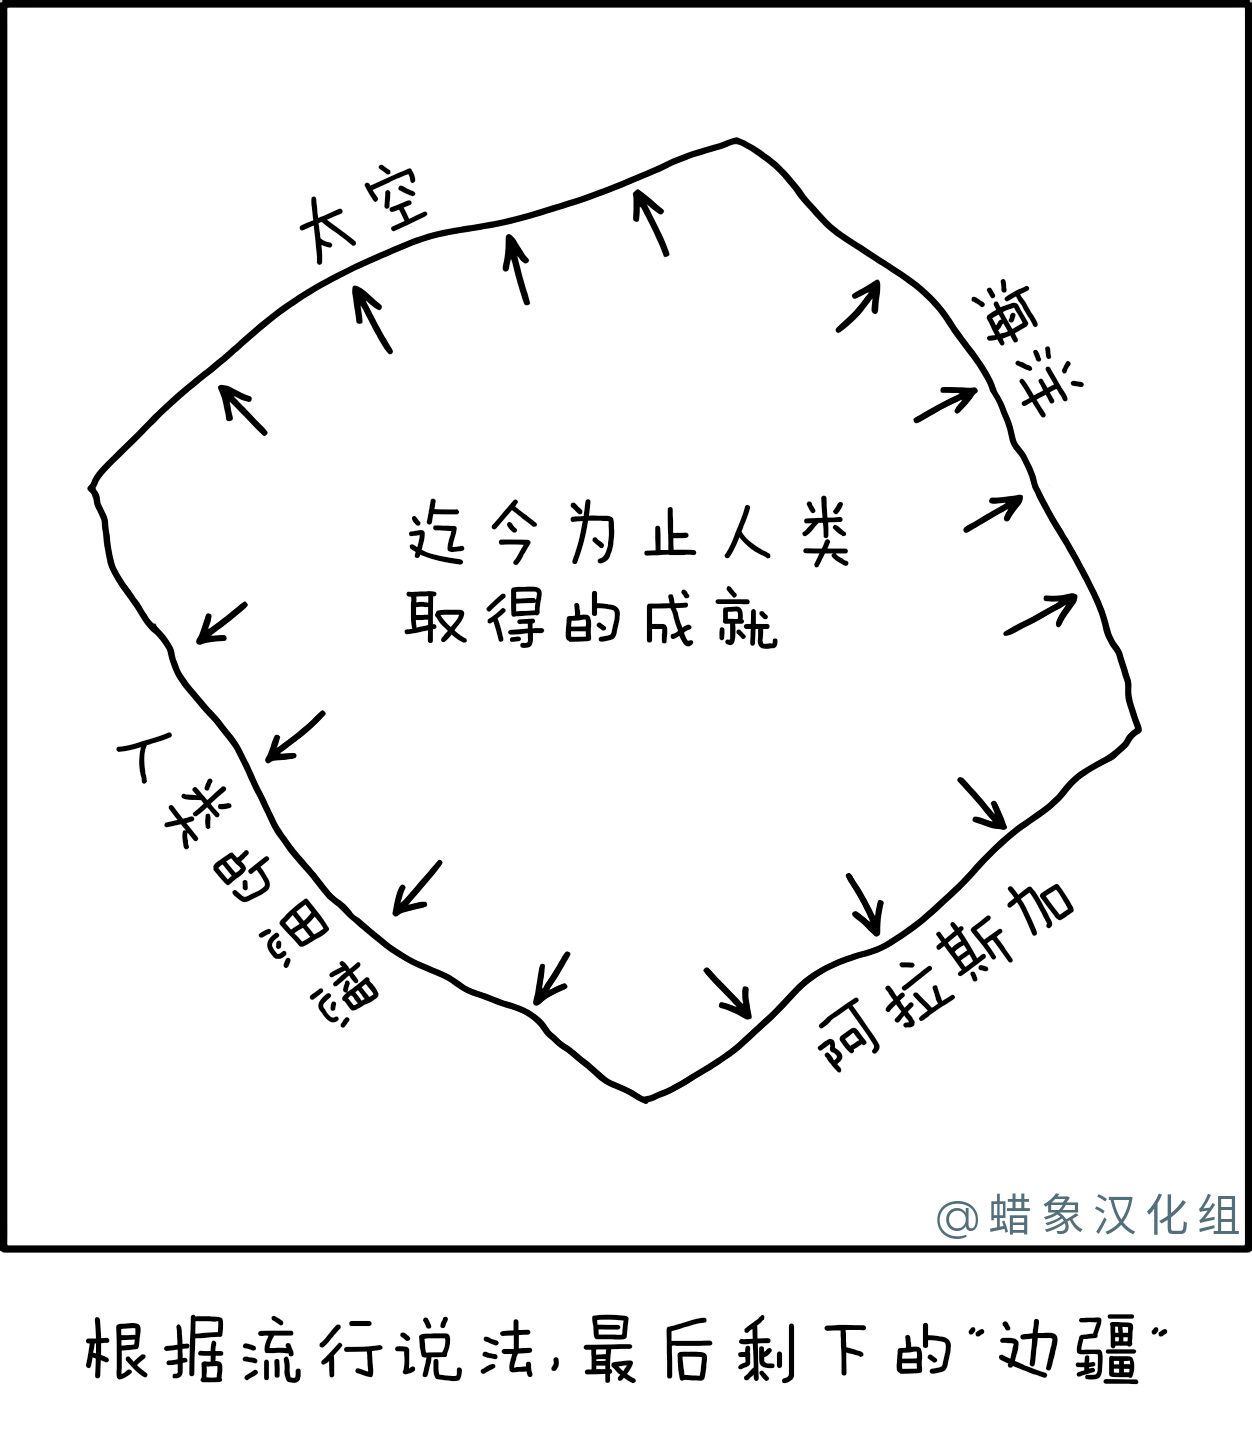 太空
海洋
迄今为止人类
取得的成就
人类的思想
阿拉斯加
@蜡象汉化组
根据流行说法,最后剩下的“边疆”